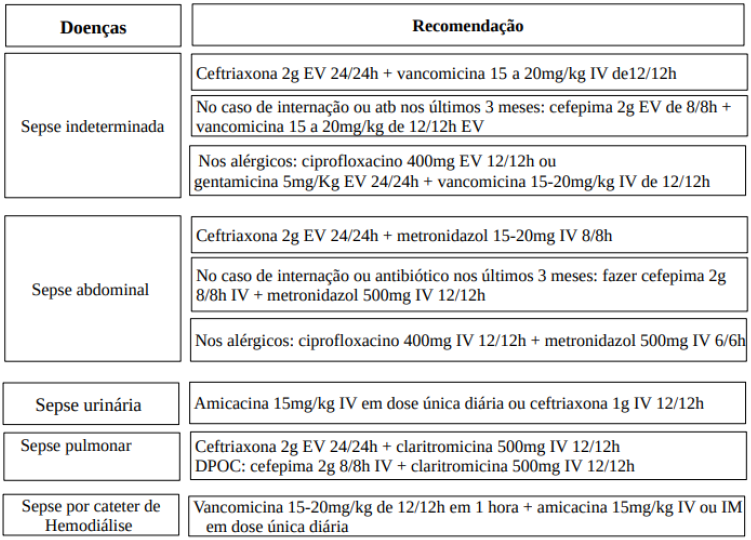 Doenças
Recomendação
Sepse indeterminada
Ceftriaxona 2g EV 24/24h + vancomicina 15 a 20mg/kg IV de12/12h
No caso de internação ou atb nos últimos 3 meses: cefepima 2g EV de 8/8h +
vancomicina 15 a 20mg/kg de 12/12h EV
Nos alérgicos: ciprofloxacino 400mg EV 12/12h ou
gentamicina 5mg/Kg EV 24/24h + vancomicina 15-20mg/kg IV de 12/12h
Sepse abdominal
Ceftriaxona 2g EV 24/24h + metronidazol 15-20mg IV 8/8h
No caso de internação ou antibiótico nos últimos 3 meses: fazer cefepima 2g
8/8h IV + metronidazol 500mg IV 12/12h
Nos alérgicos: ciprofloxacino 400mg IV 12/12h + metronidazol 500mg IV 6/6h
Sepse urinária
Amicacina 15mg/kg IV em dose única diária ou ceftriaxona 1g IV 12/12h
Sepse pulmonar
Ceftriaxona 2g EV 24/24h + claritromicina 500mg IV 12/12h
DPOC: cefepima 2g 8/8h IV + claritromicina 500mg IV 12/12h
Sepse por cateter de
Hemodiálise
Vancomicina 15-20mg/kg de 12/12h em 1 hora + amicacina 15mg/kg IV ou IM
em dose única diária